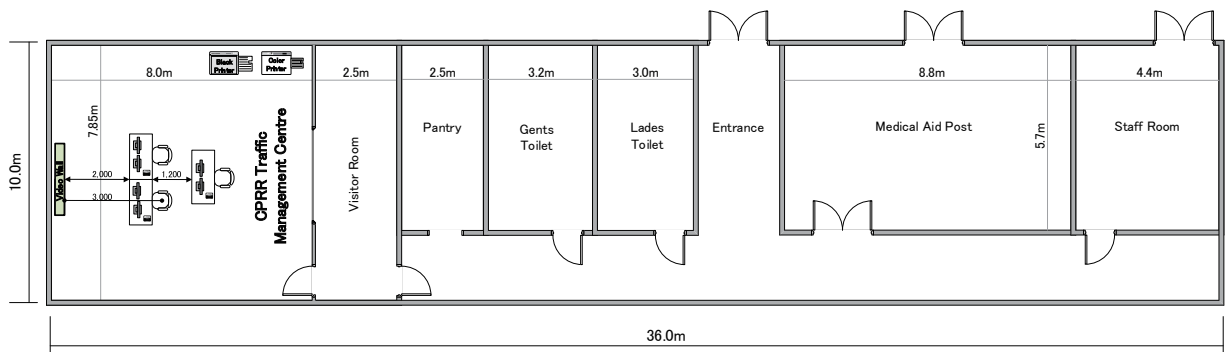 Black
Printer
Color
Printer
8.0m
2.5m
2.5m
3.2m
3.0m
8.8m
4.4m
7.85m
10.0m
Video Wall
2,000
1,200
3,000
CPRR Traffic
Management Centre
Visitor Room
Pantry
Gents
Toilet
Lades
Toilet
Entrance
Medical Aid Post
5.7m
Staff Room
36.0m